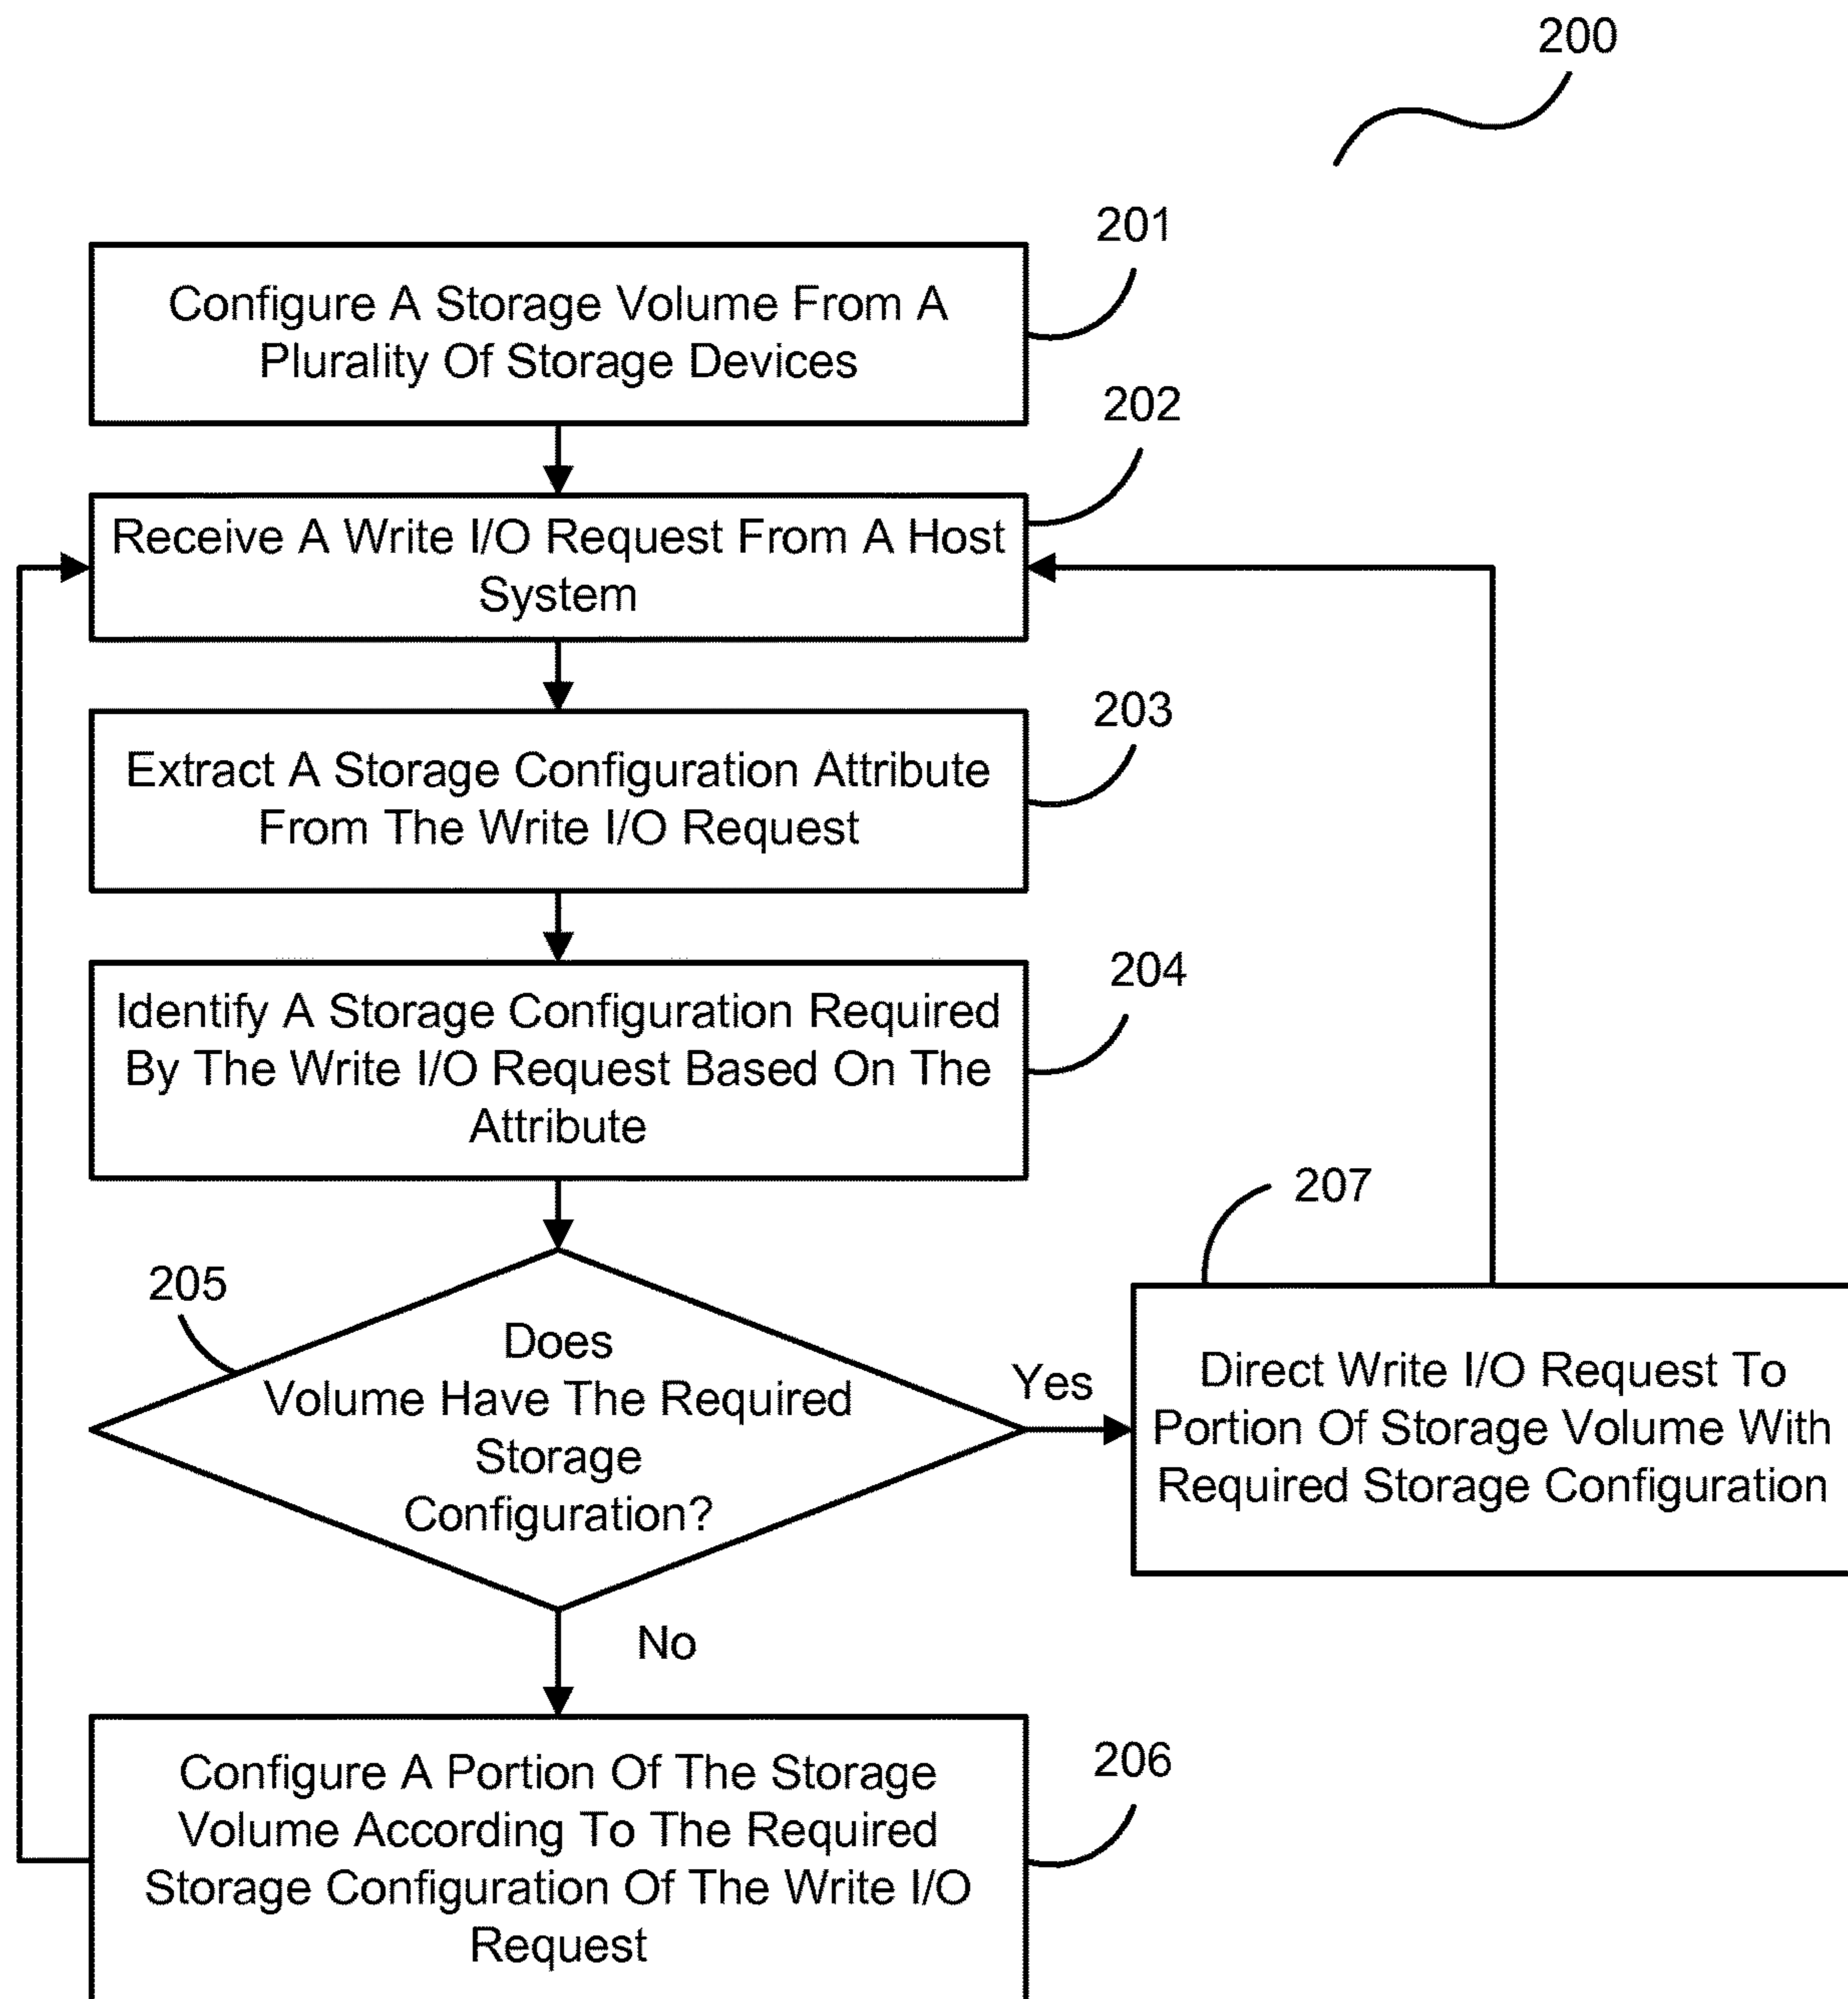 200
201
Configure A Storage Volume From A
Plurality Of Storage Devices
202
Receive A Write I/O Request From A Host
System
203
Extract A Storage Configuration Attribute
From The Write I/O Request
204
Identify A Storage Configuration Required
By The Write I/O Request Based On The
Attribute
205
Does
Volume Have The Required
Storage
Configuration?
Yes
207
Direct Write I/O Request To
Portion Of Storage Volume With
Required Storage Configuration
No
206
Configure A Portion Of The Storage
Volume According To The Required
Storage Configuration Of The Write I/O
Request